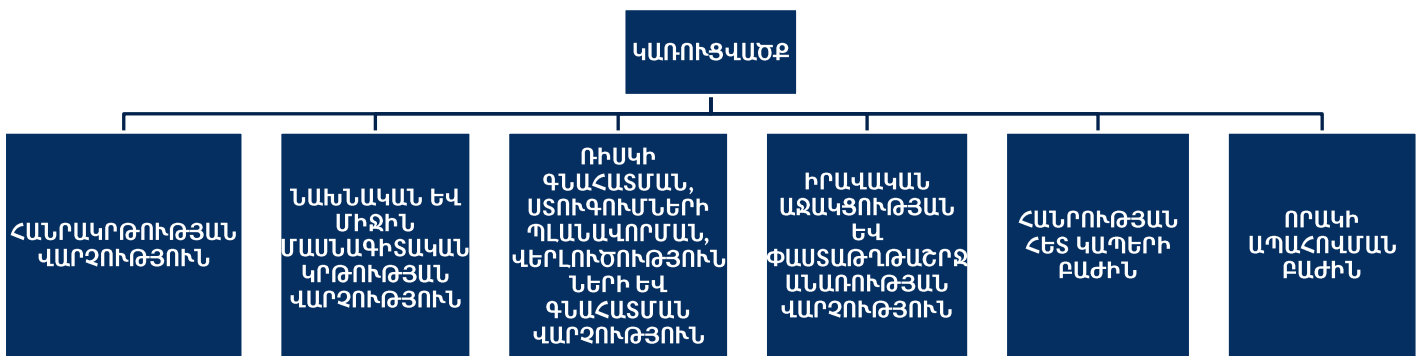 ԿԱՌՈՒՑՎԱԾՔ
ՀԱՆՐԱԿՐԹՈՒԹՅԱՆ
ՎԱՐՉՈՒԹՅՈՒՆ
ՆԱԽՆԱԿԱՆ ԵՎ
ՄԻՋԻՆ
ՄԱՍՆԱԳԻՏԱԿԱՆ
ԿՐԹՈՒԹՅԱՆ
ՎԱՐՉՈՒԹՅՈՒՆ
ՌԻՍԿԻ
ԳՆԱՀԱՏՄԱՆ,
ՍՏՈՒԳՈՒՄՆԵՐԻ
ՊԼԱՆԱՎՈՐՄԱՆ,
ՎԵՐԼՈՒԾՈՒԹՅՈՒՆ
ՆԵՐԻ ԵՎ
ԳՆԱՀԱՏՄԱՆ
ՎԱՐՉՈՒԹՅՈՒՆ
ԻՐԱՎԱԿԱՆ
ԱՋԱԿՑՈՒԹՅԱՆ
ԵՎ
ՓԱՍՏԱԹՂԹԱՇՐՋ
ԱՆԱՌՈՒԹՅԱՆ
ՎԱՐՉՈՒԹՅՈՒՆ
ՀԱՆՐՈՒԹՅԱՆ
ՀԵՏ ԿԱՊԵՐԻ
ԲԱԺԻՆ
ՈՐԱԿԻ
ԱՊԱՀՈՎՄԱՆ
ԲԱԺԻՆ